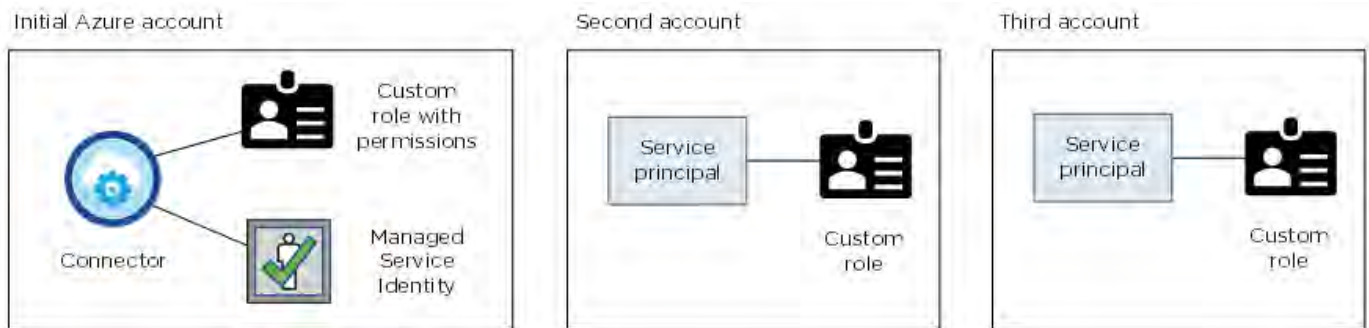 Initial Azure account
Second account
Third account
Custom
role with
permissions
Connector
Managed
Service
Identity
Service
principal
Custom
role
Service
principal
Custom
role